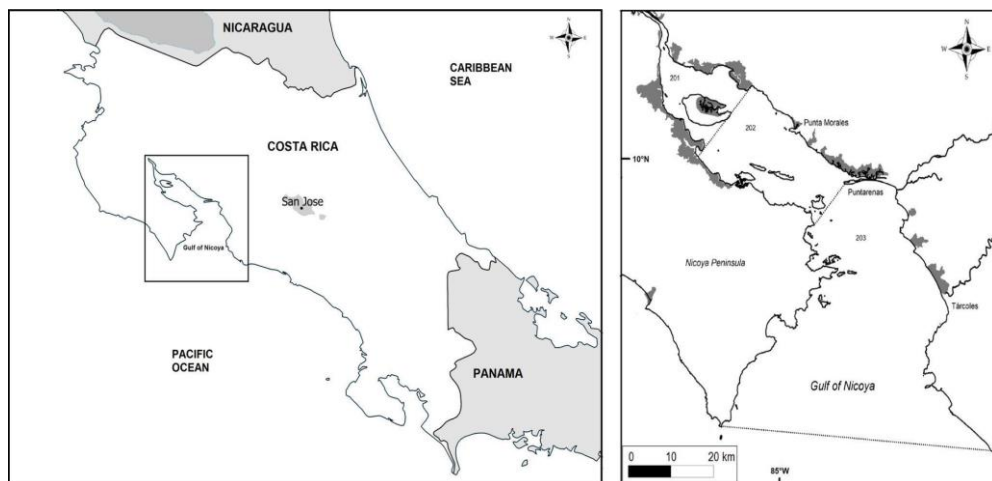 NICARAGUA
CARIBBEAN
SEA
N
W E
S
COSTA RICA
San Jose
Gulf of Nicoya
PACIFIC
OCEAN
PANAMA
N
W E
S
201
202
Punta Morales
10°N
Puntarenas
203
Nicoya Peninsula
Tárcoles
Gulf of Nicoya
0 10 20 km
85°W